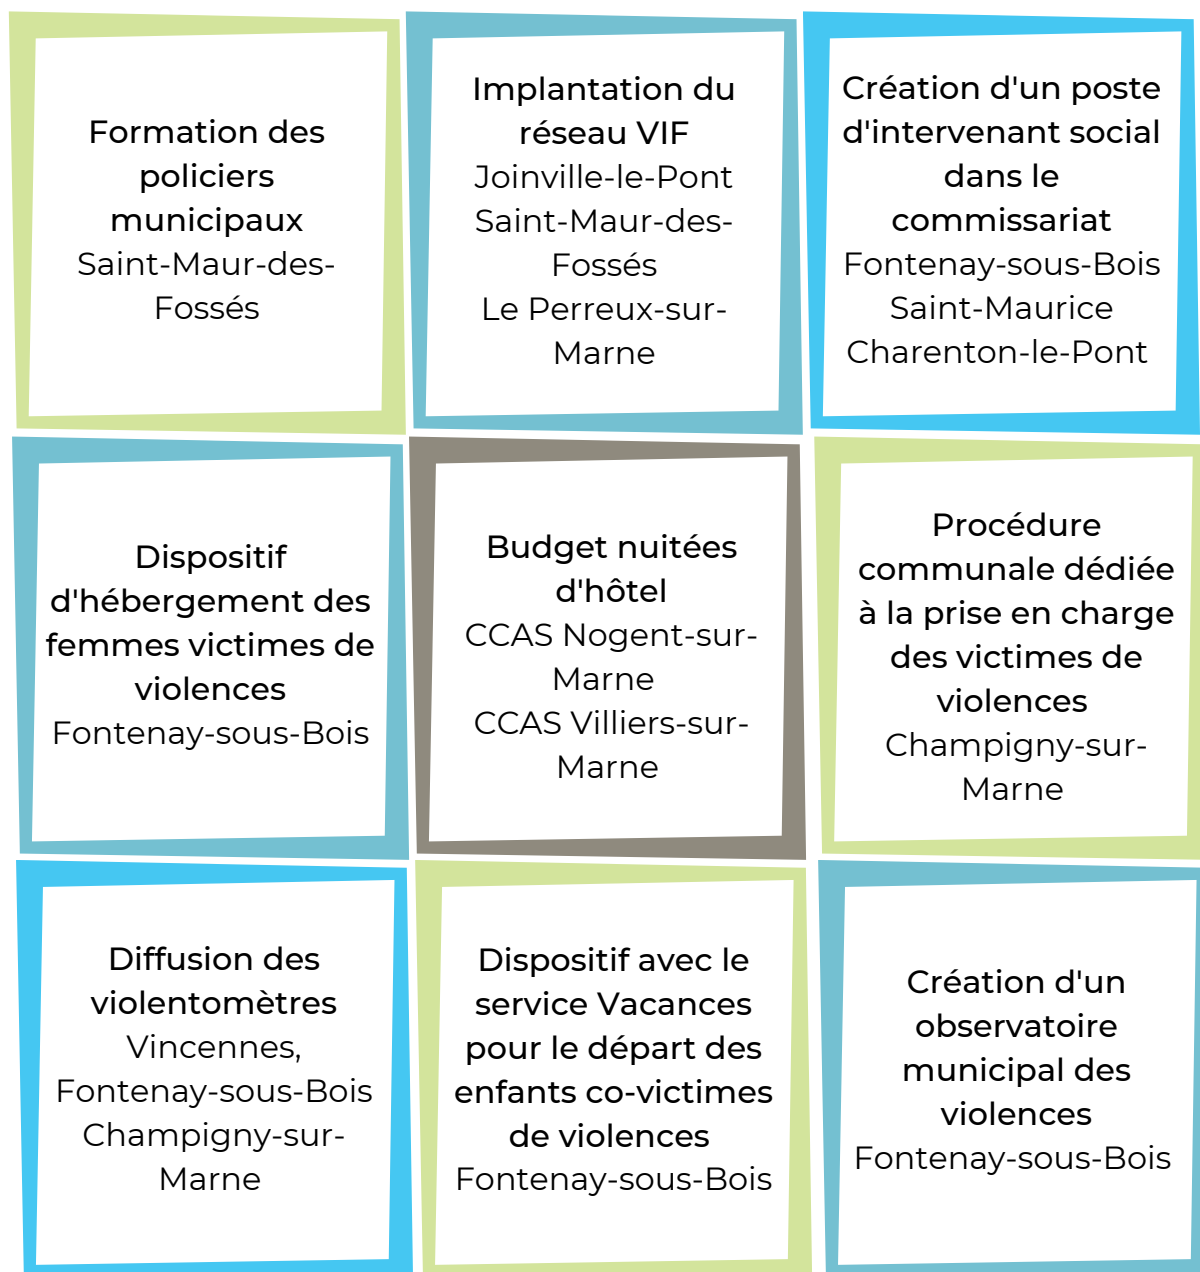 Formation des
policiers
municipaux
Saint-Maur-des-
Fossés
Implantation du
réseau VIF
Joinville-le-Pont
Saint-Maur-des-
Fossés
Le Perreux-sur-
Marne
Création d'un poste
d'intervenant social
dans le
commissariat
Fontenay-sous-Bois
Saint-Maurice
Charenton-le-Pont
Dispositif
d'hébergement des
femmes victimes de
violences
Fontenay-sous-Bois
Budget nuitées
d'hôtel
CCAS Nogent-sur-
Marne
CCAS Villiers-sur-
Marne
Procédure
communale dédiée
à la prise en charge
des victimes de
violences
Champigny-sur-
Marne
Diffusion des
violentomètres
Vincennes,
Fontenay-sous-Bois
Champigny-sur-
Marne
Dispositif avec le
service Vacances
pour le départ des
enfants co-victimes
de violences
Fontenay-sous-Bois
Création d'un
observatoire
municipal des
violences
Fontenay-sous-Bois